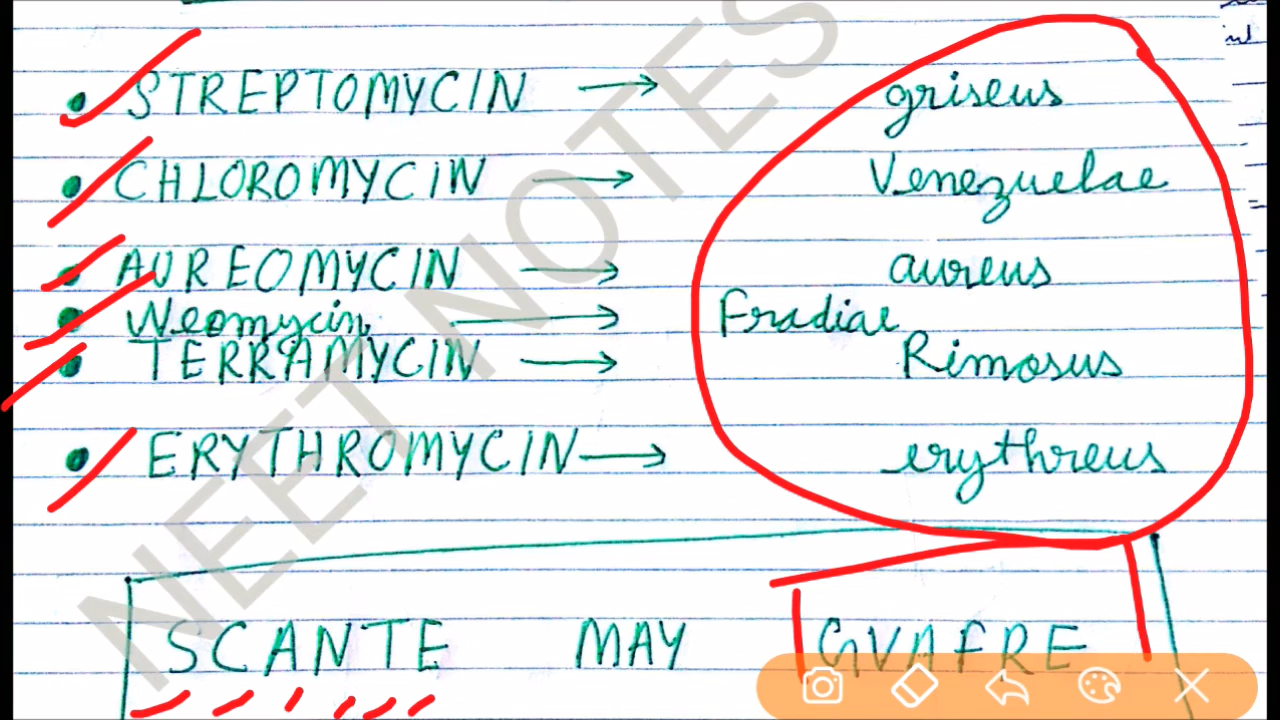 STREPTOMYCIN → griseus
CHLOROMYCIN → Venezuelae
AUREOMYCIN → aureus
Neomycin → Fradiae
TERRAMYCIN → Rimosus
ERYTHROMYCIN → erythreus
SCANTE MAY GVAFRE
NEET NOTES